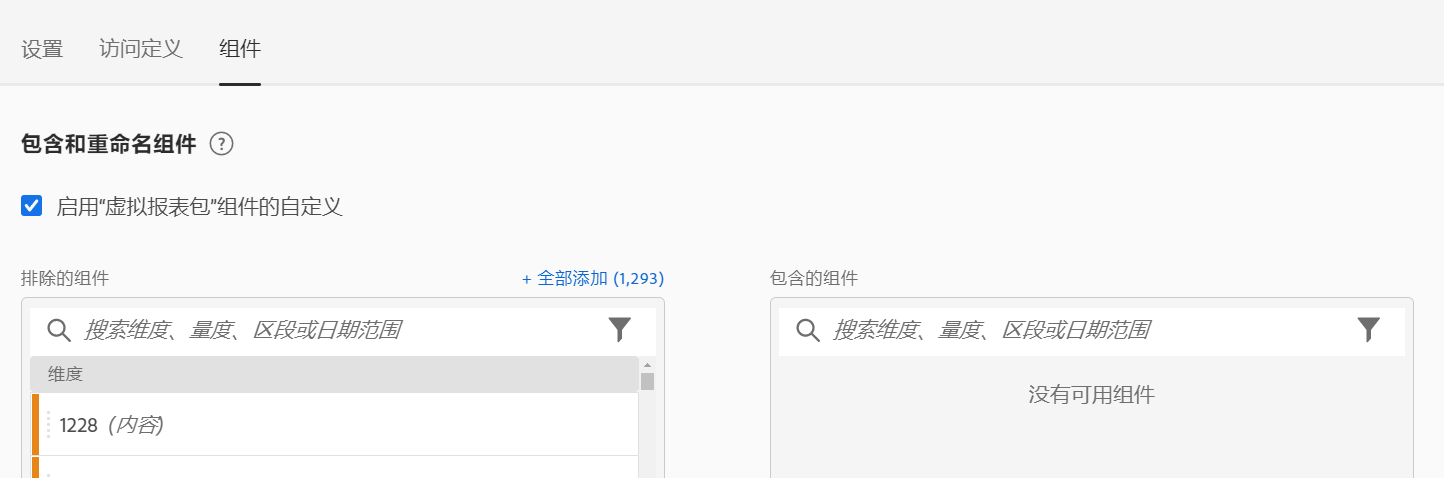 设置 访问定义 组件
包含和重命名组件 ?
启用“虚拟报表包”组件的自定义
排除的组件 + 全部添加 (1,293) 包含的组件
搜索维度、量度、区段或日期范围 搜索维度、量度、区段或日期范围
维度
没有可用组件
1228 (内容)